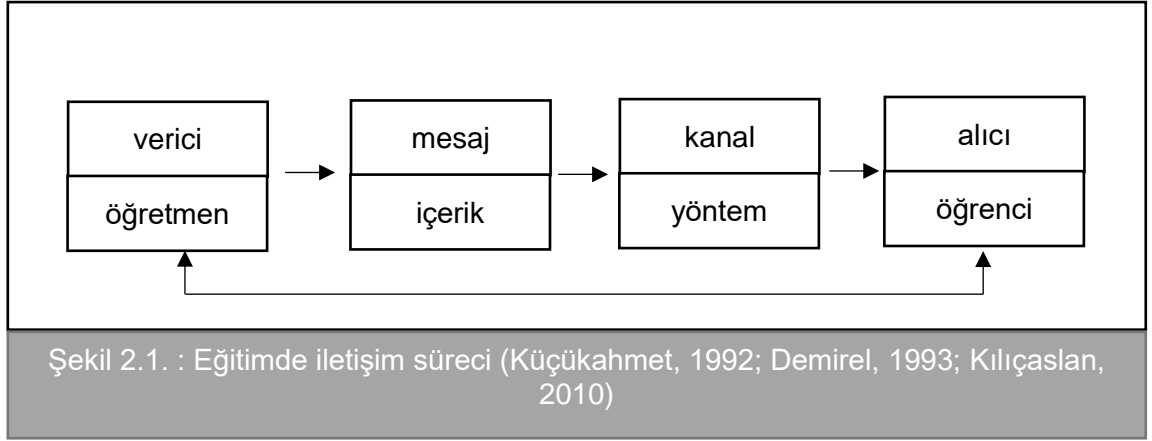 verici
öğretmen
mesaj
içerik
kanal
yöntem
alıcı
öğrenci
Şekil 2.1. : Eğitimde iletişim süreci (Küçükahmet, 1992; Demirel, 1993; Kılıçaslan,
2010)